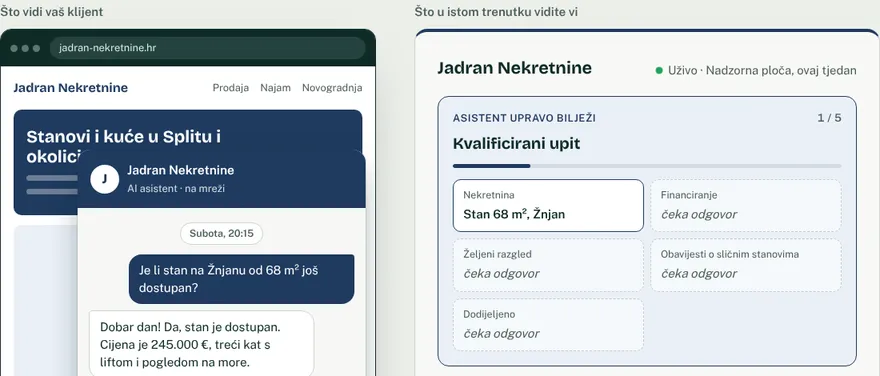 Što vidi vaš klijent
jadran-nekretnine.hr
Jadran Nekretnine
Prodaja Najam Novogradnja
Stanovi i kuće u Splitu i
okolici
J
Jadran Nekretnine
AI asistent · na mreži
Subota, 20:15
Je li stan na Žnjanu od 68 m² još
dostupan?
Dobar dan! Da, stan je dostupan.
Cijena je 245.000 €, treći kat s
liftom i pogledom na more.
Što u istom trenutku vidite vi
Jadran Nekretnine
Uživo · Nadzorna ploča, ovaj tjedan
ASISTENT UPRAVO BILJEŽI
1 / 5
Kvalificirani upit
Nekretnina
Stan 68 m², Žnjan
Financiranje
čeka odgovor
Željeni razgled
čeka odgovor
Obavijesti o sličnim stanovima
čeka odgovor
Dodijeljeno
čeka odgovor